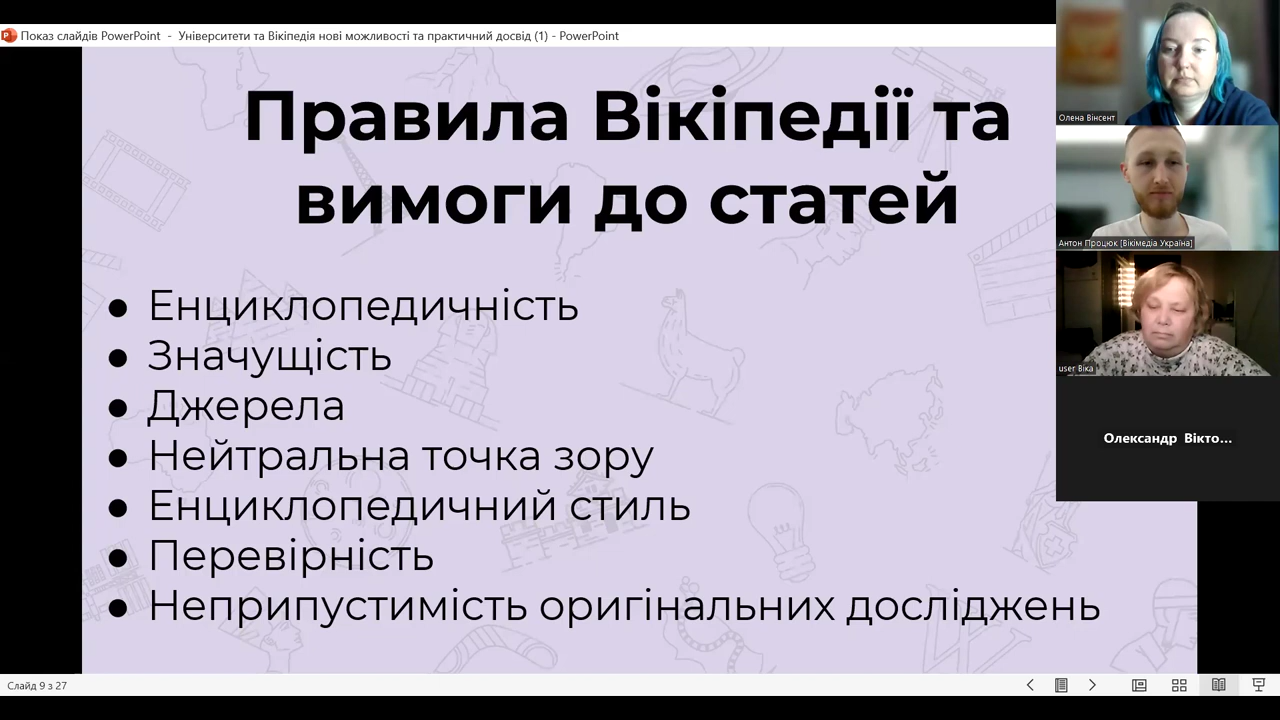 Показ слайдів PowerPoint - Університети та Вікіпедія нові можливості та практичний досвід (1) - PowerPoint
Правила Вікіпедії та
вимоги до статей
● Енциклопедичність
● Значущість
● Джерела
● Нейтральна точка зору
● Енциклопедичний стиль
● Перевірність
● Неприпустимість оригінальних досліджень
Олена Вінсент
Антон Процюк [Вікімедіа Україна]
user Віка
Олександр Вікто...
Слайд 9 з 27